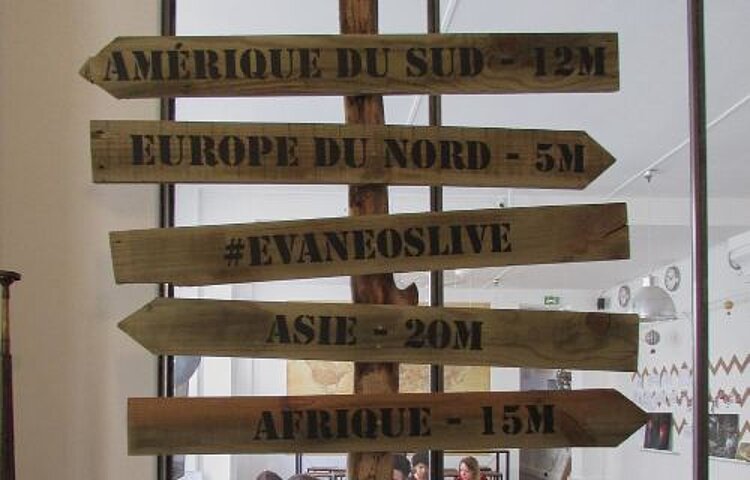 AMÉRIQUE DU SUD - 12M
EUROPE DU NORD - 5M
#EVANEOSLIVE
ASIE - 20M
AFRIQUE - 15M